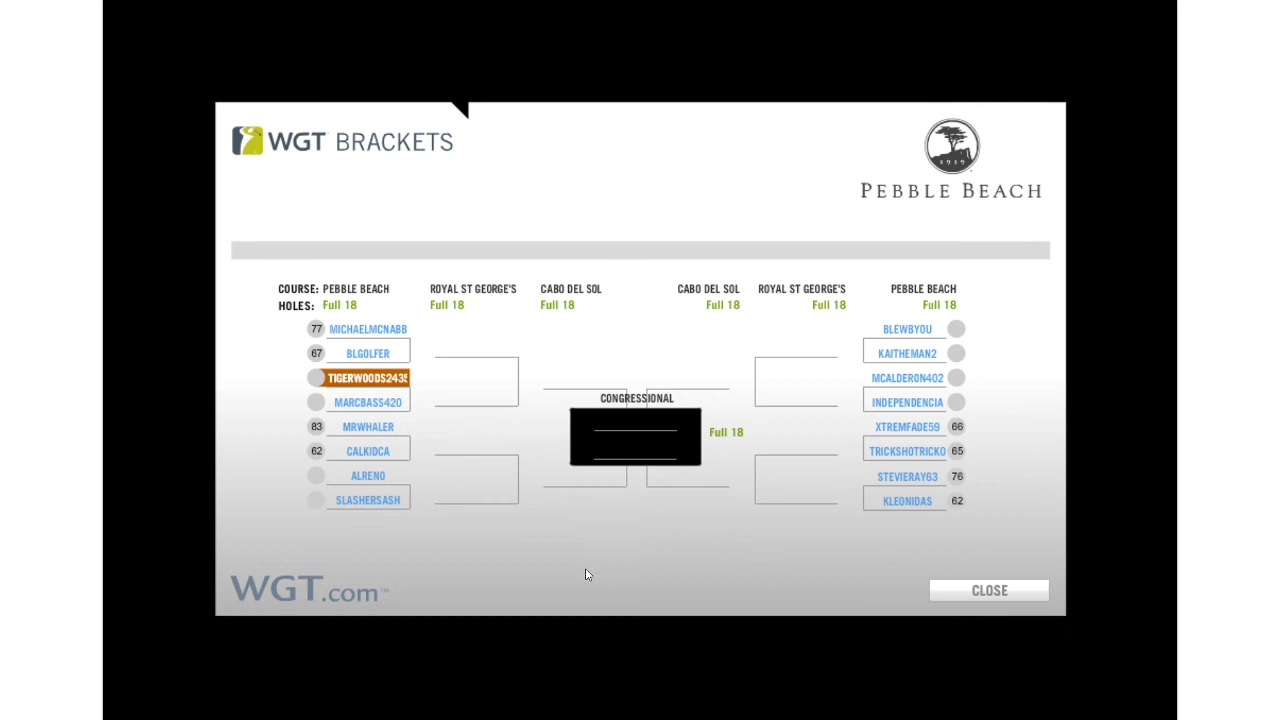 WGT BRACKETS
1919
PEBBLE BEACH
COURSE: PEBBLE BEACH ROYAL ST GEORGE'S CABO DEL SOL CABO DEL SOL ROYAL ST GEORGE'S PEBBLE BEACH
HOLES: Full 18 Full 18 Full 18 Full 18 Full 18 Full 18
77 MICHAELMCNABB BLEWBYOU
67 BLGOLFER KAITHEMAN2
TIGERWOODS2435 MCALDERON402
CONGRESSIONAL
MARCBASS420 INDEPENDENCIA
83 MRWHALER Full 18 XTREMFADE59 66
62 CALKIDCA TRICKSHOTRICKO 65
ALRENO STEVIERAY63 76
SLASHERSASH KLEONIDAS 62
WGT.com™ CLOSE